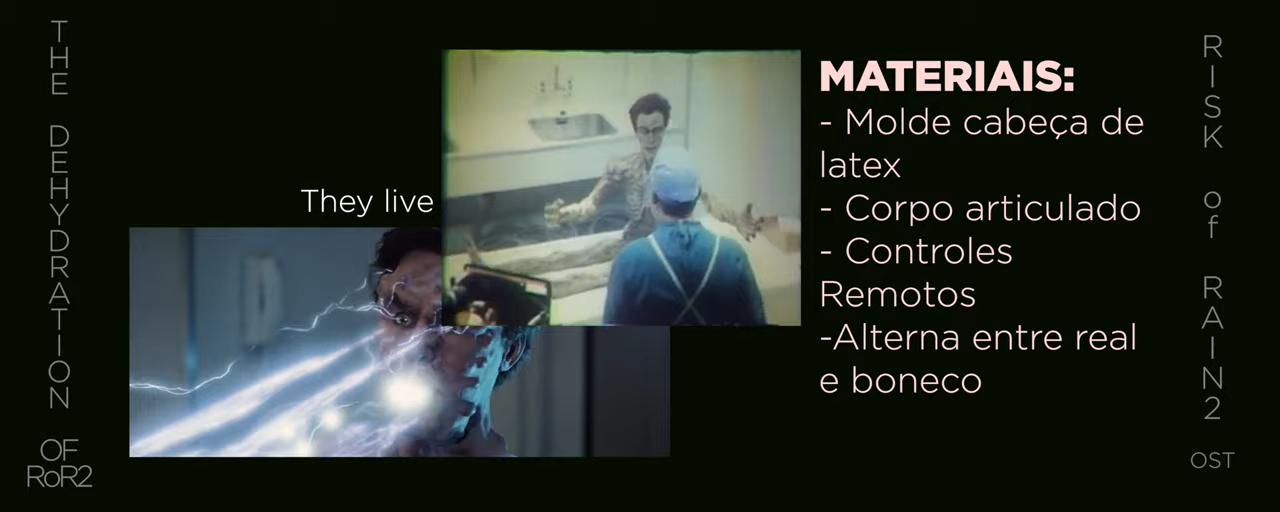 THE DEHYDRATION
OF
RoR2
They live
MATERIAIS:
- Molde cabeça de
latex
- Corpo articulado
- Controles
Remotos
-Alterna entre real
e boneco
RISK of RAIN2
OST